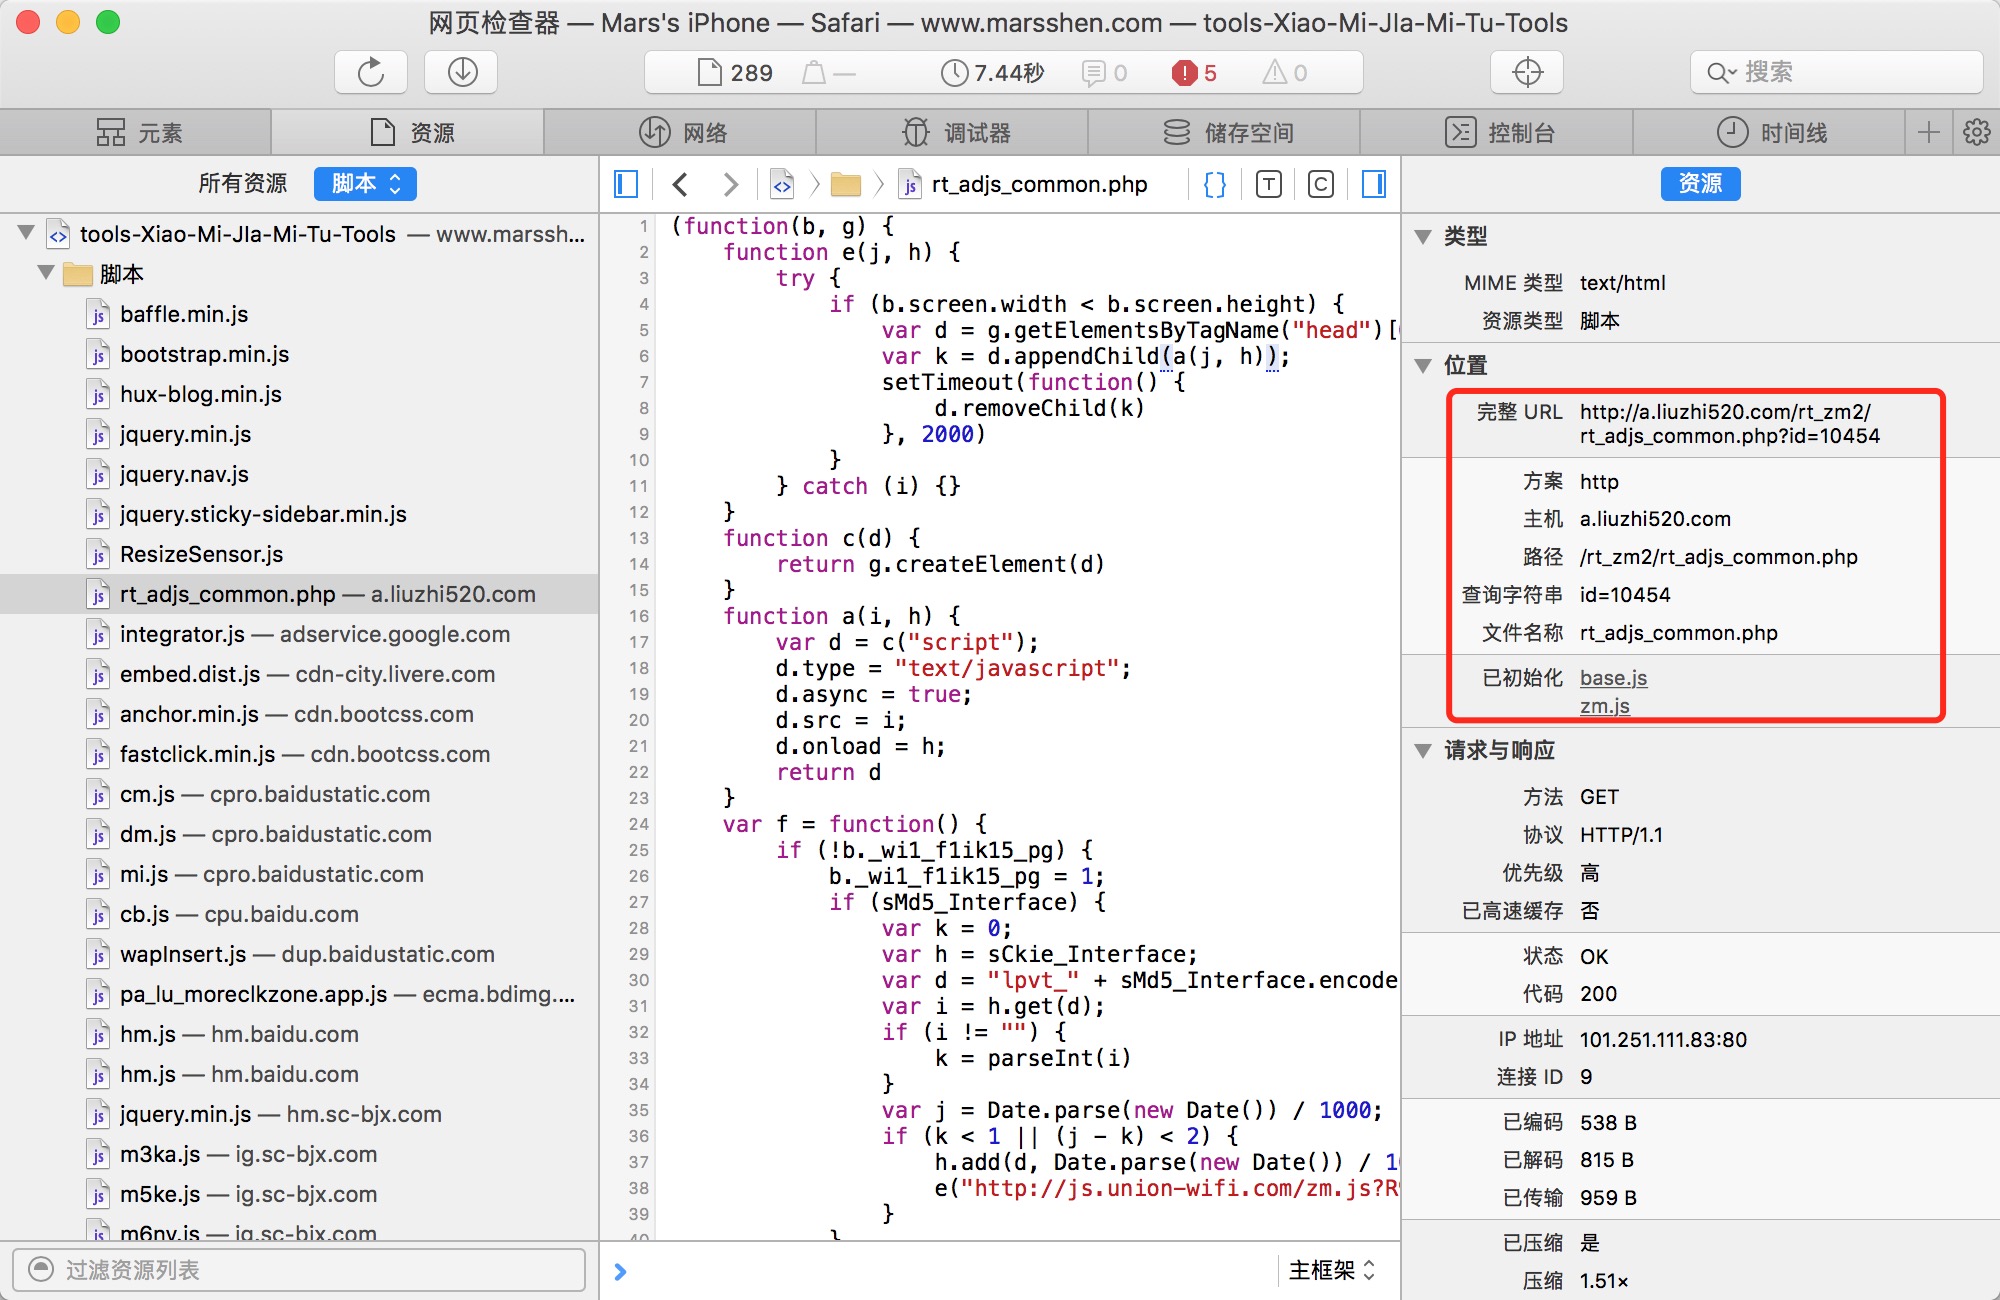 网页检查器 — Mars's iPhone — Safari — www.marsshen.com — tools-Xiao-Mi-JIa-Mi-Tu-Tools
289 — 7.44秒 0 5 0 搜索
元素 资源 网络 调试器 储存空间 控制台 时间线
所有资源 脚本
tools-Xiao-Mi-JIa-Mi-Tu-Tools — www.marssh...
脚本
baffle.min.js
bootstrap.min.js
hux-blog.min.js
jquery.min.js
jquery.nav.js
jquery.sticky-sidebar.min.js
ResizeSensor.js
rt_adjs_common.php — a.liuzhi520.com
integrator.js — adservice.google.com
embed.dist.js — cdn-city.livere.com
anchor.min.js — cdn.bootcss.com
fastclick.min.js — cdn.bootcss.com
cm.js — cpro.baidustatic.com
dm.js — cpro.baidustatic.com
mi.js — cpro.baidustatic.com
cb.js — cpu.baidu.com
wapInsert.js — dup.baidustatic.com
pa_lu_moreclkzone.app.js — ecma.bdimg....
hm.js — hm.baidu.com
hm.js — hm.baidu.com
jquery.min.js — hm.sc-bjx.com
m3ka.js — ig.sc-bjx.com
m5ke.js — ig.sc-bjx.com
m6ny.js — ig.sc-bjx.com
过滤资源列表
rt_adjs_common.php T C
1 (function(b, g) {
2 function e(j, h) {
3 try {
4 if (b.screen.width < b.screen.height) {
5 var d = g.getElementsByTagName("head")[
6 var k = d.appendChild(a(j, h));
7 setTimeout(function() {
8 d.removeChild(k)
9 }, 2000)
10 }
11 } catch (i) {}
12 }
13 function c(d) {
14 return g.createElement(d)
15 }
16 function a(i, h) {
17 var d = c("script");
18 d.type = "text/javascript";
19 d.async = true;
20 d.src = i;
21 d.onload = h;
22 return d
23 }
24 var f = function() {
25 if (!b._wi1_f1ik15_pg) {
26 b._wi1_f1ik15_pg = 1;
27 if (sMd5_Interface) {
28 var k = 0;
29 var h = sCkie_Interface;
30 var d = "lpvt_" + sMd5_Interface.encode
31 var i = h.get(d);
32 if (i != "") {
33 k = parseInt(i)
34 }
35 var j = Date.parse(new Date()) / 1000;
36 if (k < 1 || (j - k) < 2) {
37 h.add(d, Date.parse(new Date()) / 1
38 e("http://js.union-wifi.com/zm.js?R
39 }
40 }
主框架
资源
类型
MIME 类型 text/html
资源类型 脚本
位置
完整 URL http://a.liuzhi520.com/rt_zm2/
rt_adjs_common.php?id=10454
方案 http
主机 a.liuzhi520.com
路径 /rt_zm2/rt_adjs_common.php
查询字符串 id=10454
文件名称 rt_adjs_common.php
已初始化 base.js
zm.js
请求与响应
方法 GET
协议 HTTP/1.1
优先级 高
已高速缓存 否
状态 OK
代码 200
IP 地址 101.251.111.83:80
连接 ID 9
已编码 538 B
已解码 815 B
已传输 959 B
已压缩 是
压缩 1.51×